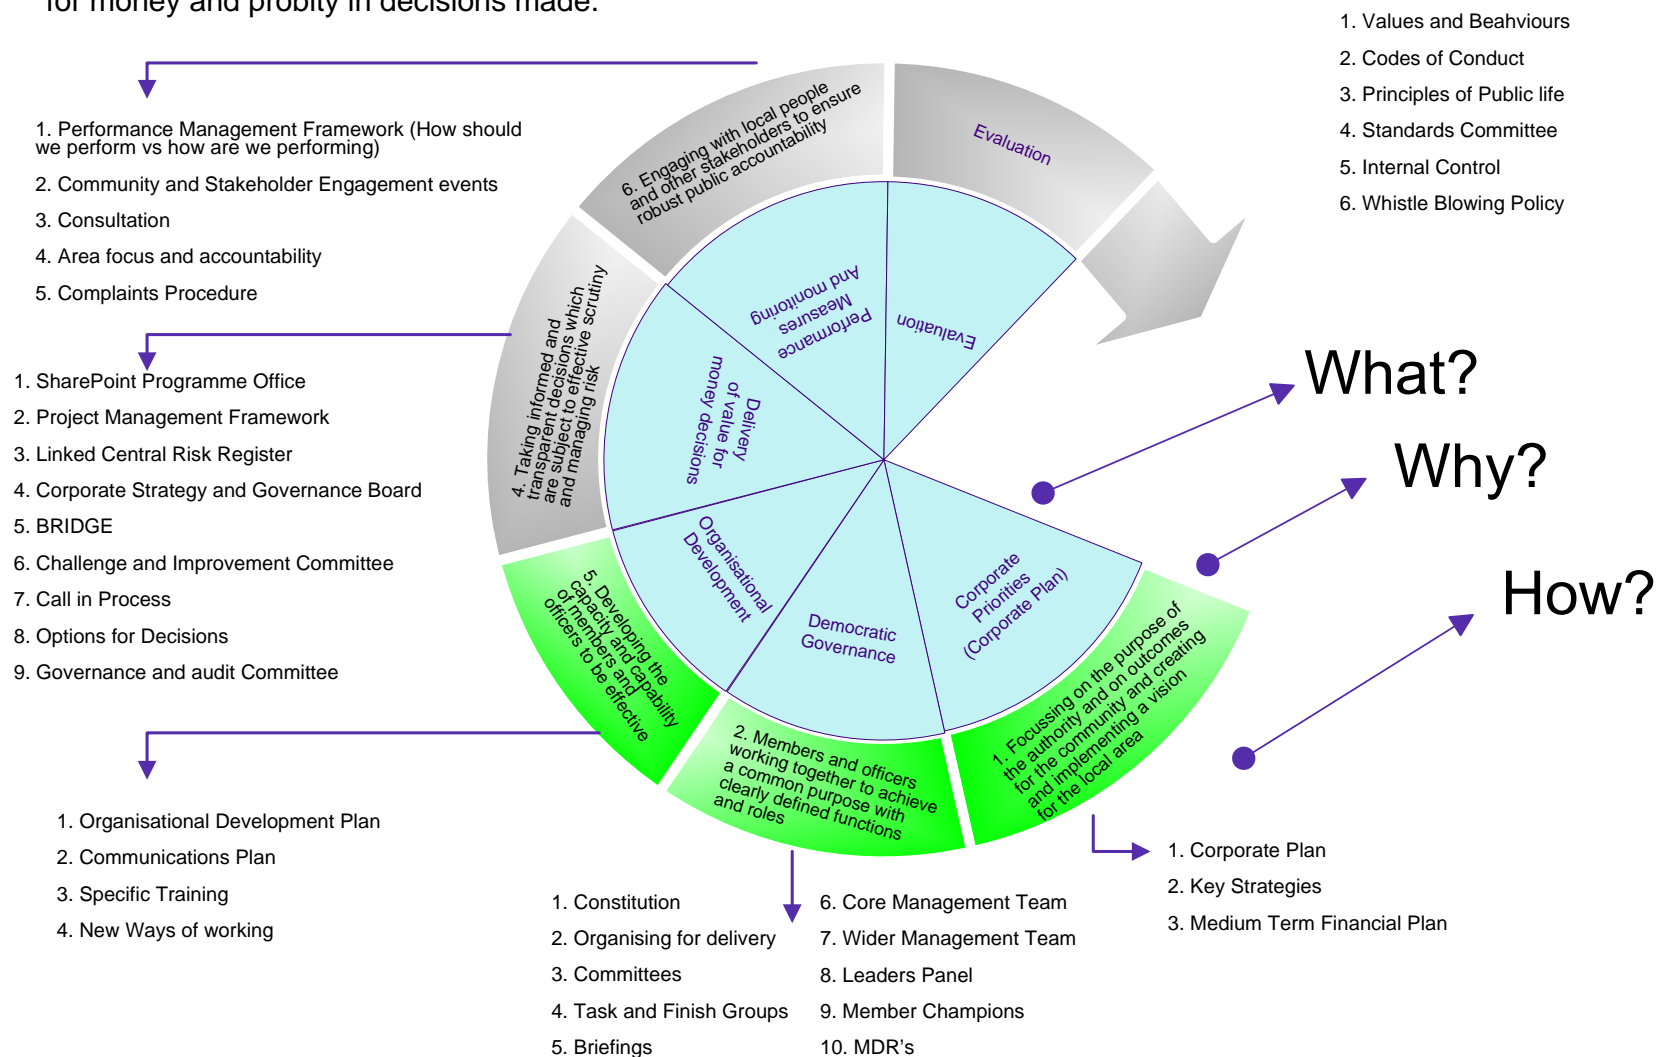 for money and probity in decisions made.
1. Values and Beahviours
2. Codes of Conduct
3. Principles of Public life
4. Standards Committee
5. Internal Control
6. Whistle Blowing Policy
1. Performance Management Framework (How should
we perform vs how are we performing)
2. Community and Stakeholder Engagement events
3. Consultation
4. Area focus and accountability
5. Complaints Procedure
6. Engaging with local people
and other stakeholders to ensure
robust public accountability
Evaluation
Performance
Measures
And monitoring
Evaluation
1. SharePoint Programme Office
2. Project Management Framework
3. Linked Central Risk Register
4. Corporate Strategy and Governance Board
5. BRIDGE
6. Challenge and Improvement Committee
7. Call in Process
8. Options for Decisions
9. Governance and audit Committee
4. Taking informed and
transparent decisions which
are subject to effective scrutiny
and managing risk
Delivery
of value for
money decisions
What?
Why?
How?
Organisational
Development
Democratic
Governance
Corporate
Priorities
(Corporate Plan)
5. Developing the
capacity and capability
of members and
officers to be effective
2. Members and officers
working together to achieve
a common purpose with
clearly defined functions
and roles
1. Focussing on the purpose of
the authority and on outcomes
for the community and creating
and implementing a vision
for the local area
1. Organisational Development Plan
2. Communications Plan
3. Specific Training
4. New Ways of working
1. Constitution
2. Organising for delivery
3. Committees
4. Task and Finish Groups
5. Briefings
6. Core Management Team
7. Wider Management Team
8. Leaders Panel
9. Member Champions
10. MDR's
1. Corporate Plan
2. Key Strategies
3. Medium Term Financial Plan